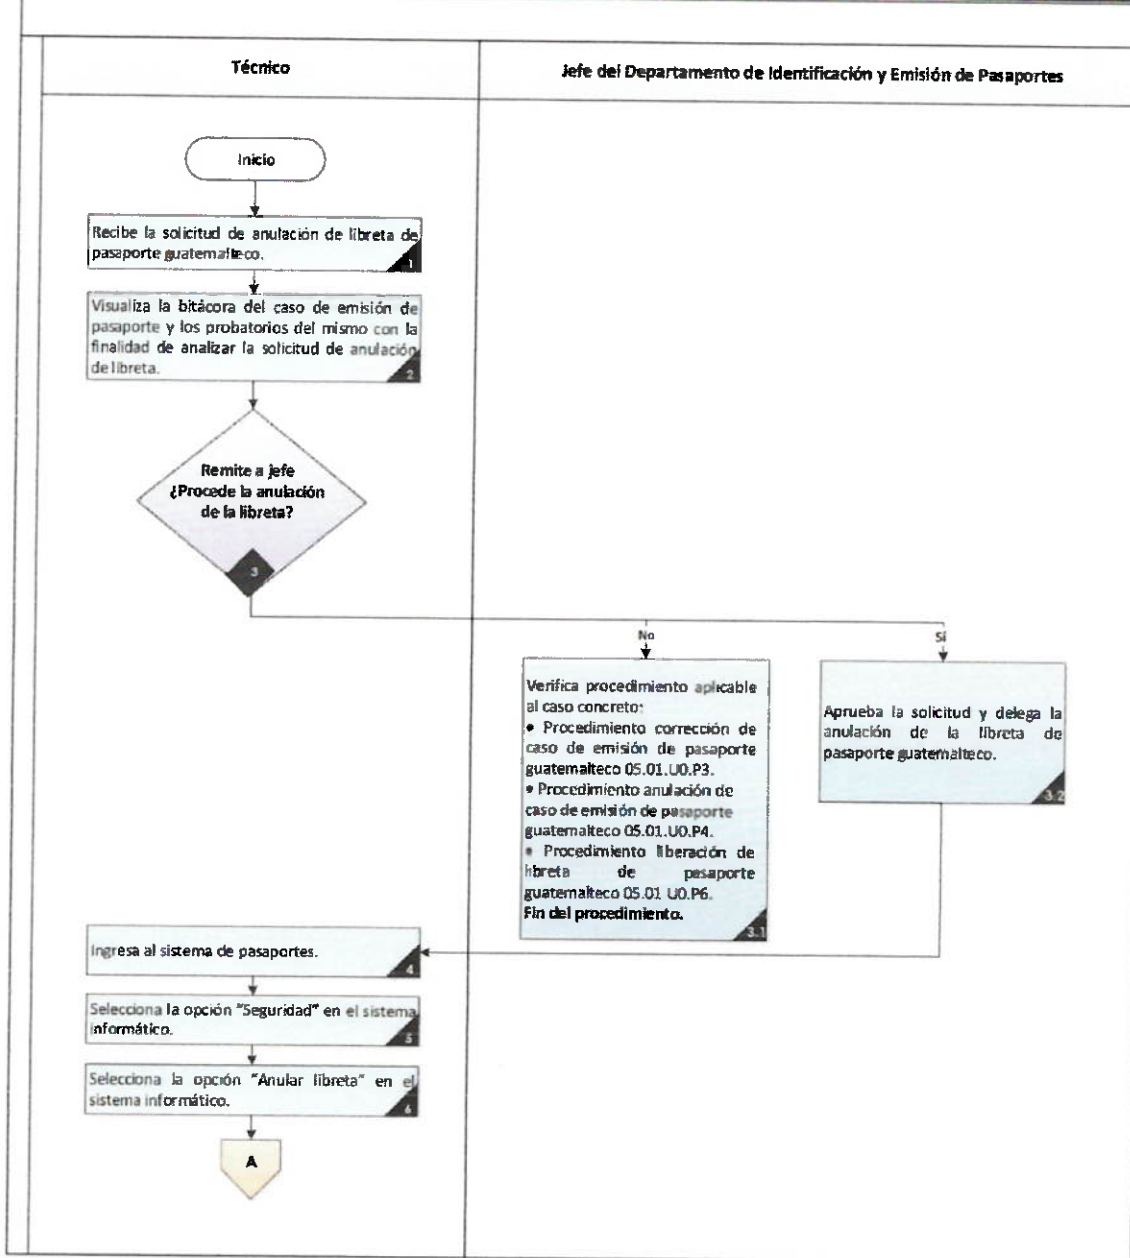 Técnico
Jefe del Departamento de Identificación y Emisión de Pasaportes
Inicio
Recibe la solicitud de anulación de libreta de
pasaporte guatemalteco.
1
Visualiza la bitácora del caso de emisión de
pasaporte y los probatorios del mismo con la
finalidad de analizar la solicitud de anulación
de libreta.
2
Remite a jefe
¿Procede la anulación
de la libreta?
3
No
Verifica procedimiento aplicable
al caso concreto:
• Procedimiento corrección de
caso de emisión de pasaporte
guatemalteco 05.01.U0.P3.
• Procedimiento anulación de
caso de emisión de pasaporte
guatemalteco 05.01.U0.P4.
• Procedimiento liberación de
libreta de pasaporte
guatemalteco 05.01 U0.P6.
Fin del procedimiento.
3.1
Sí
Aprueba la solicitud y delega la
anulación de la libreta de
pasaporte guatemalteco.
3.2
Ingresa al sistema de pasaportes.
4
Selecciona la opción "Seguridad" en el sistema
informático.
5
Selecciona la opción "Anular libreta" en el
sistema informático.
6
A